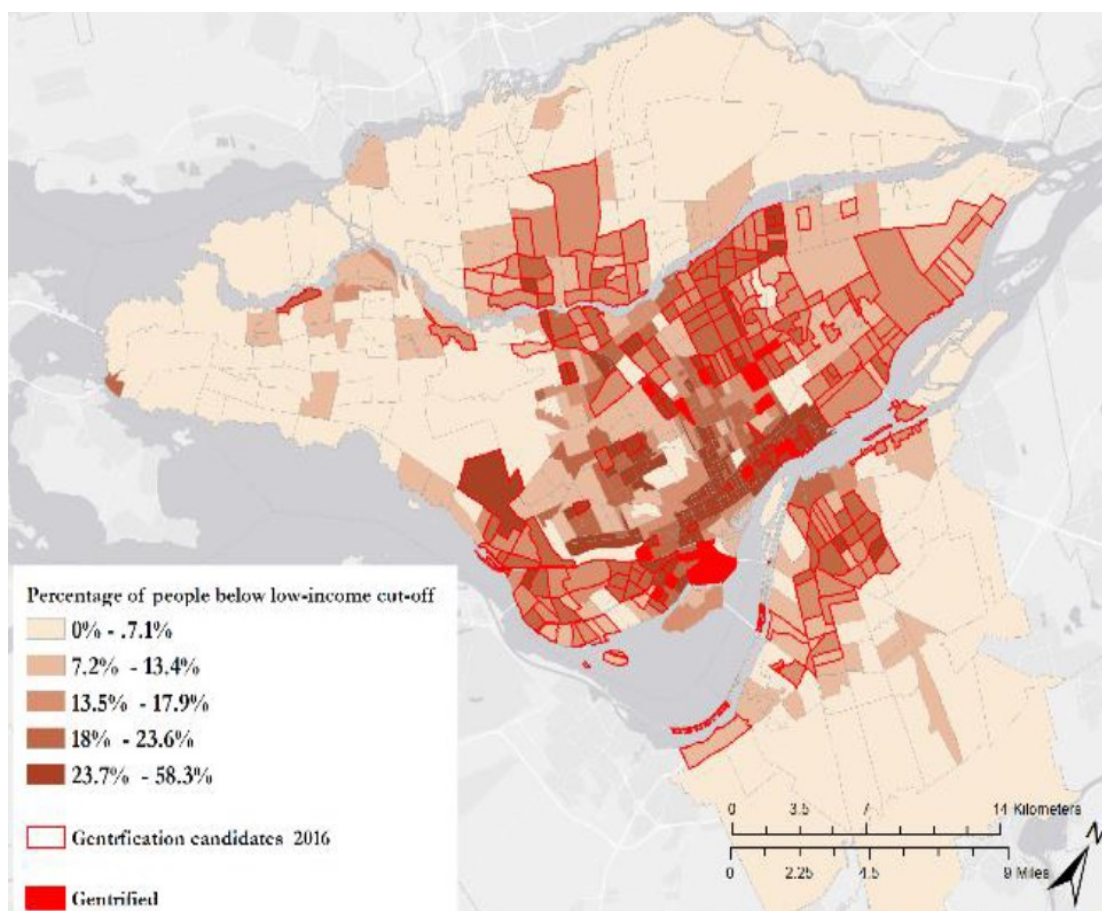 Percentage of people below low-income cut-off
0% - .7.1%
7.2% - 13.4%
13.5% - 17.9%
18% - 23.6%
23.7% - 58.3%
Gentrfication candidates 2016
Gentrified
0 3.5 7 14 Kilometers
0 2.25 4.5 9 Miles
N